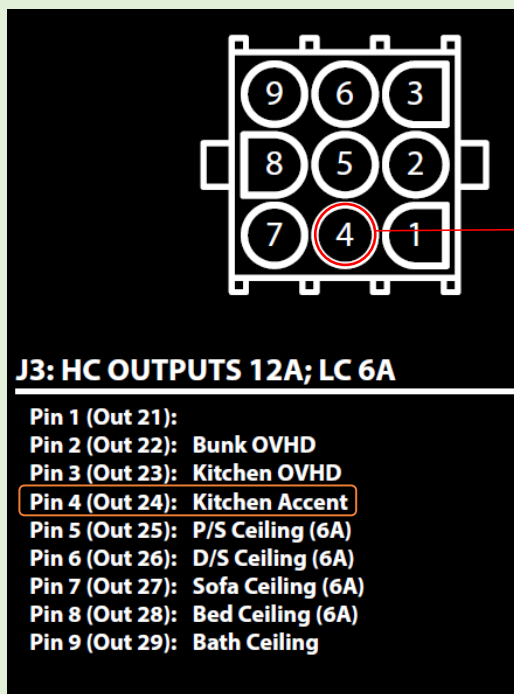 9 6 3
8 5 2
7 4 1
J3: HC OUTPUTS 12A; LC 6A
Pin 1 (Out 21):
Pin 2 (Out 22): Bunk OVHD
Pin 3 (Out 23): Kitchen OVHD
Pin 4 (Out 24): Kitchen Accent
Pin 5 (Out 25): P/S Ceiling (6A)
Pin 6 (Out 26): D/S Ceiling (6A)
Pin 7 (Out 27): Sofa Ceiling (6A)
Pin 8 (Out 28): Bed Ceiling (6A)
Pin 9 (Out 29): Bath Ceiling